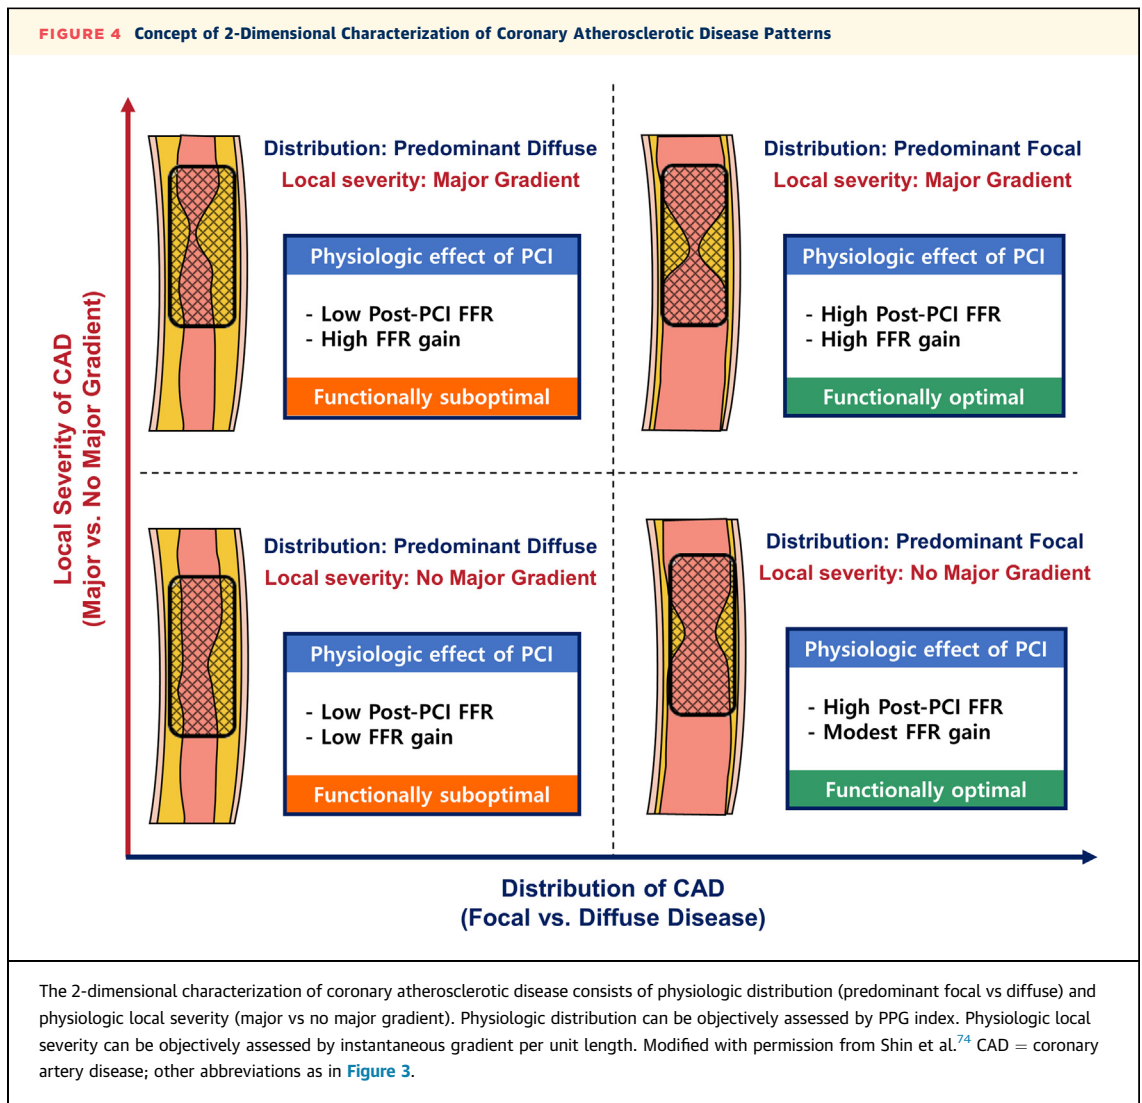 FIGURE 4 Concept of 2-Dimensional Characterization of Coronary Atherosclerotic Disease Patterns
Local Severity of CAD
(Major vs. No Major Gradient)
Distribution: Predominant Diffuse
Local severity: Major Gradient
Physiologic effect of PCI
- Low Post-PCI FFR
- High FFR gain
Functionally suboptimal
Distribution: Predominant Focal
Local severity: Major Gradient
Physiologic effect of PCI
- High Post-PCI FFR
- High FFR gain
Functionally optimal
Distribution: Predominant Diffuse
Local severity: No Major Gradient
Physiologic effect of PCI
- Low Post-PCI FFR
- Low FFR gain
Functionally suboptimal
Distribution: Predominant Focal
Local severity: No Major Gradient
Physiologic effect of PCI
- High Post-PCI FFR
- Modest FFR gain
Functionally optimal
Distribution of CAD
(Focal vs. Diffuse Disease)
The 2-dimensional characterization of coronary atherosclerotic disease consists of physiologic distribution (predominant focal vs diffuse) and
physiologic local severity (major vs no major gradient). Physiologic distribution can be objectively assessed by PPG index. Physiologic local
severity can be objectively assessed by instantaneous gradient per unit length. Modified with permission from Shin et al.74 CAD = coronary
artery disease; other abbreviations as in Figure 3.